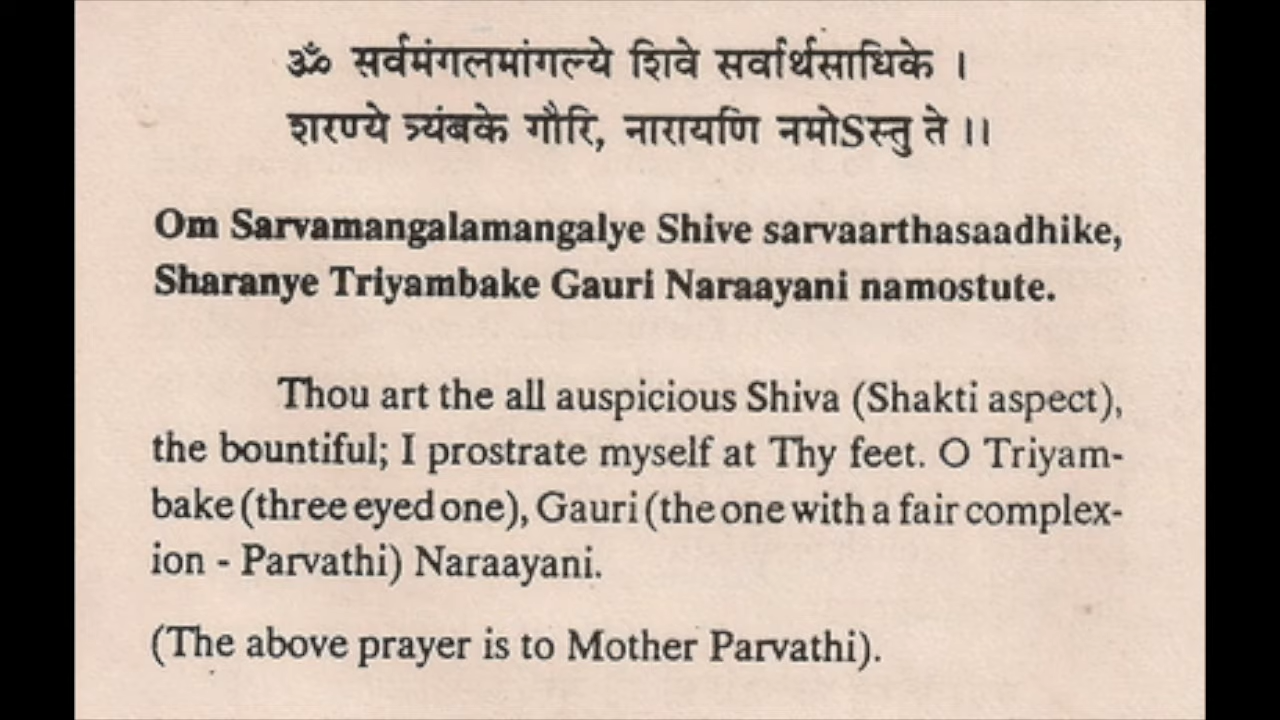 ॐ सर्वमंगलमांगल्ये शिवे सर्वार्थसाधिके ।
शरण्ये त्र्यंबके गौरि, नारायणि नमोSस्तु ते ।।
Om Sarvamangalamangalye Shive sarvaarthasaadhike,
Sharanye Triyambake Gauri Naraayani namostute.
Thou art the all auspicious Shiva (Shakti aspect),
the bountiful; I prostrate myself at Thy feet. O Triyam-
bake (three eyed one), Gauri (the one with a fair complex-
ion - Parvathi) Naraayani.
(The above prayer is to Mother Parvathi).